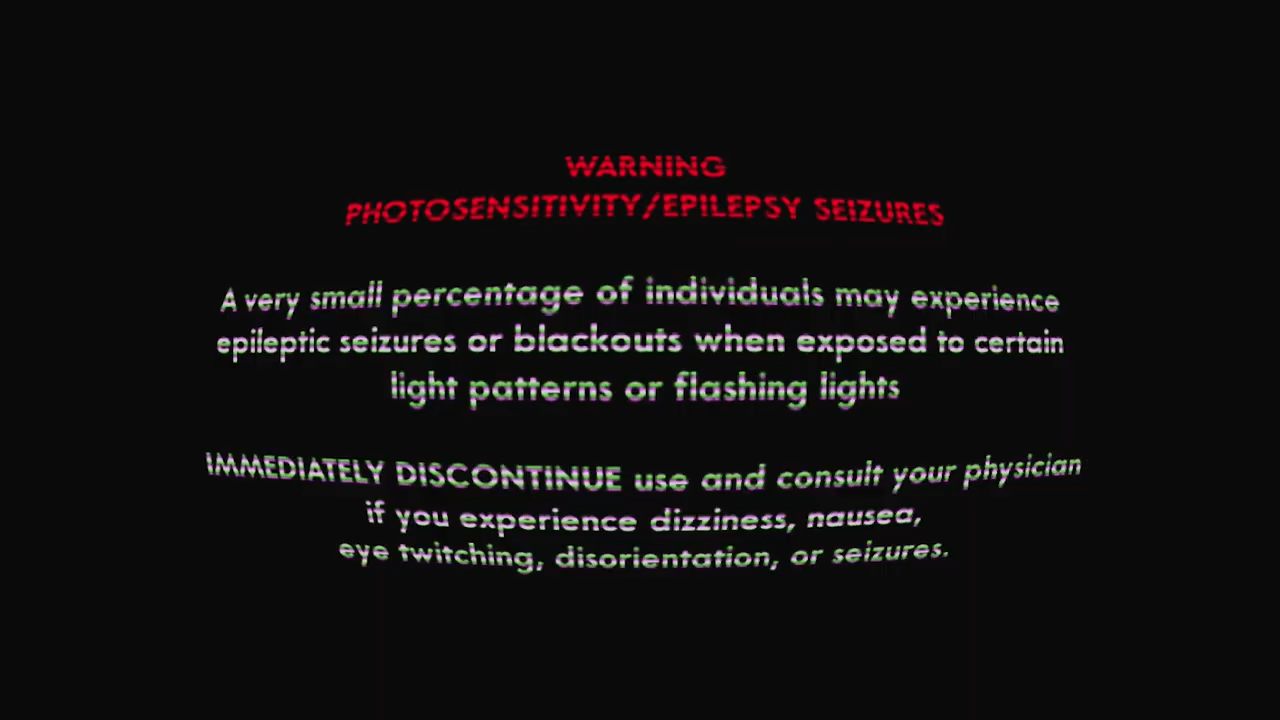 WARNING
PHOTOSENSITIVITY/EPILEPSY SEIZURES
A very small percentage of individuals may experience
epileptic seizures or blackouts when exposed to certain
light patterns or flashing lights
IMMEDIATELY DISCONTINUE use and consult your physician
if you experience dizziness, nausea,
eye twitching, disorientation, or seizures.